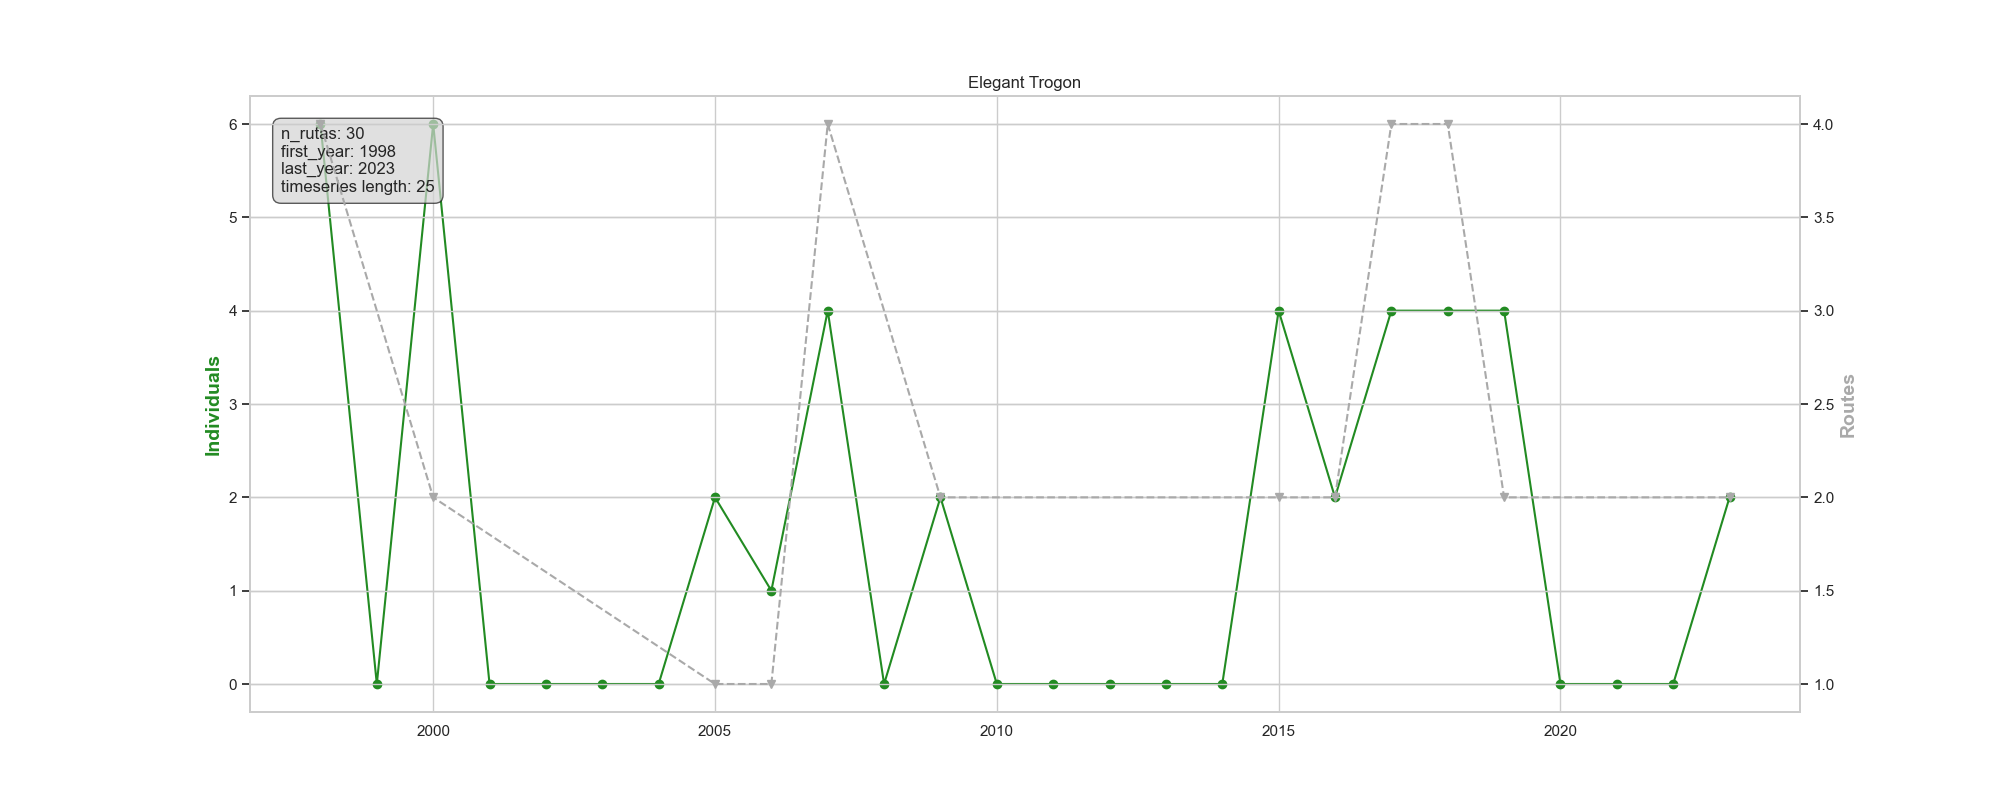 Elegant Trogon
n_rutas: 30
first_year: 1998
last_year: 2023
timeseries length: 25
6
5
4
3
2
1
0
Individuals
4.0
3.5
3.0
2.5
2.0
1.5
1.0
Routes
2000
2005
2010
2015
2020